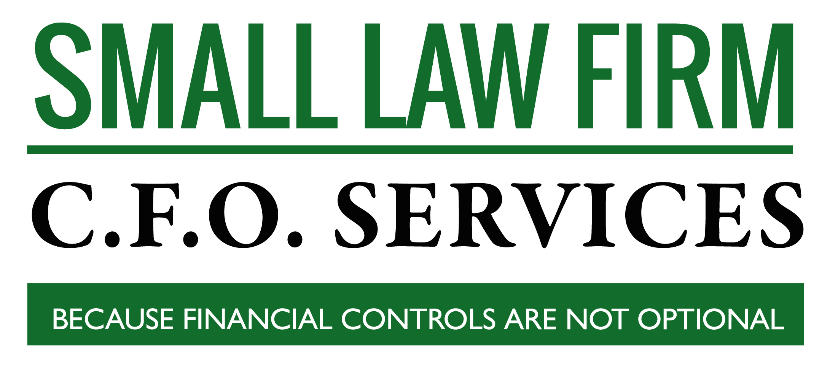 SMALL LAW FIRM
C.F.O. SERVICES
BECAUSE FINANCIAL CONTROLS ARE NOT OPTIONAL